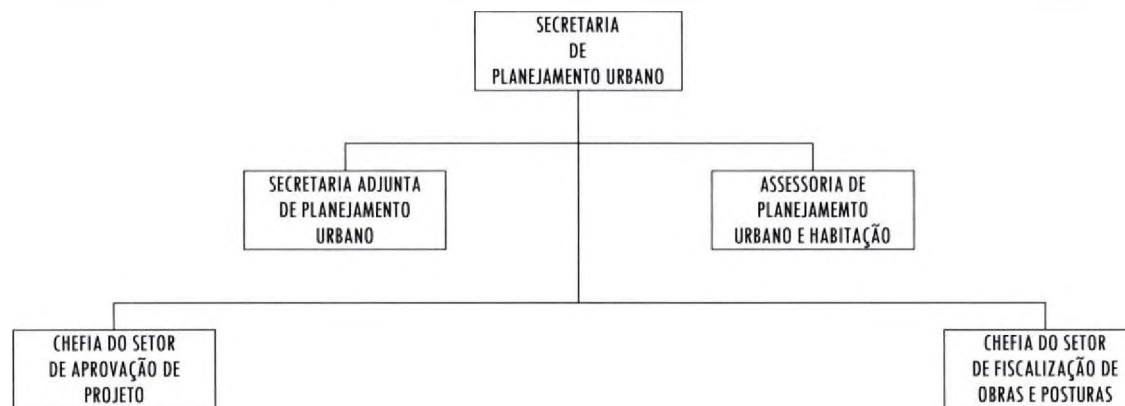 SECRETARIA
DE
PLANEJAMENTO URBANO
SECRETARIA ADJUNTA
DE PLANEJAMENTO
URBANO
ASSESSORIA DE
PLANEJAMEMTO
URBANO E HABITAÇÃO
CHEFIA DO SETOR
DE APROVAÇÃO DE
PROJETO
CHEFIA DO SETOR
DE FISCALIZAÇÃO DE
OBRAS E POSTURAS